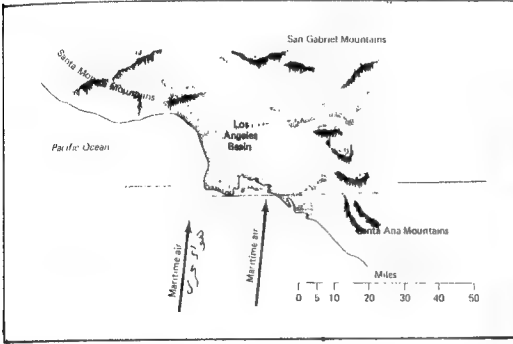 San Gabriel Mountains
Santa Monica Mountains
Los
Angeles
Basin
Pacific Ocean
Santa Ana Mountains
Maritime air
Maritime air
Miles
0 5 10 20 30 40 50